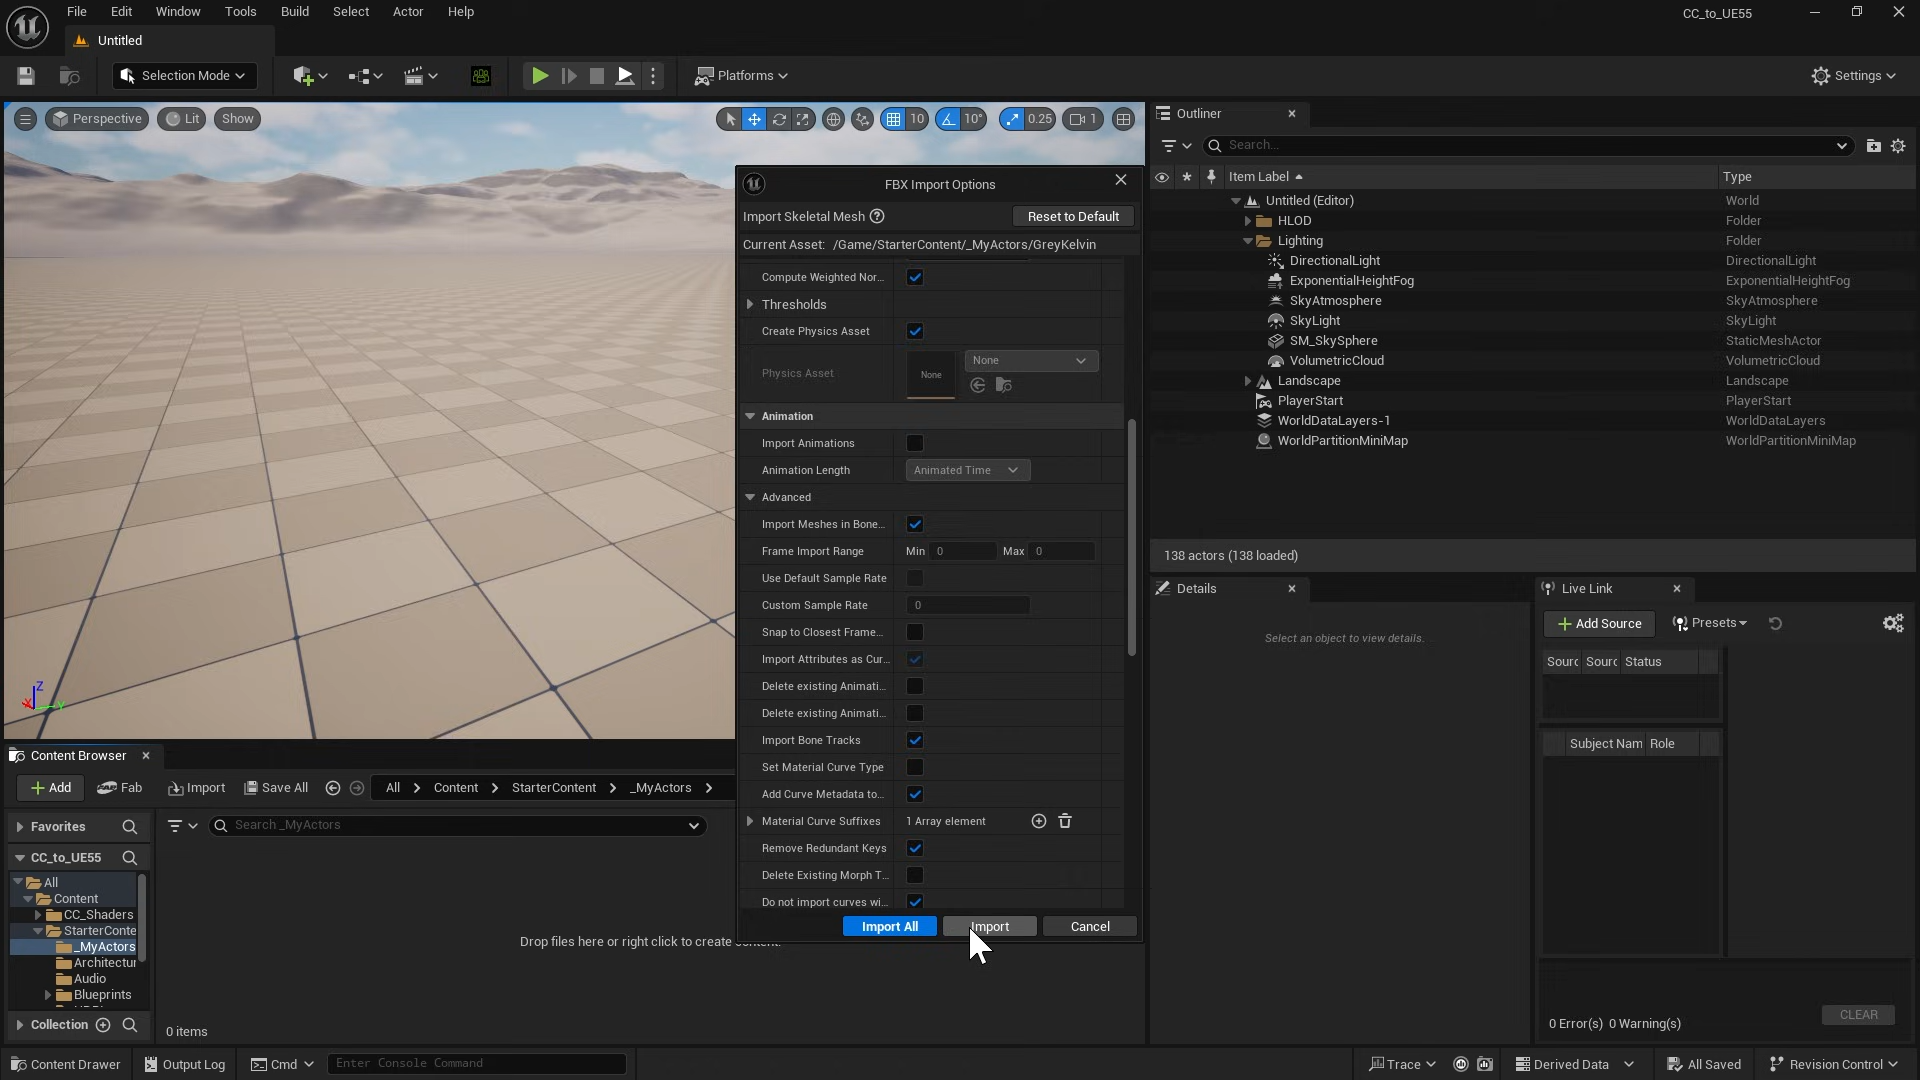 File Edit Window Tools Build Select Actor Help
CC_to_UE55
Untitled
Selection Mode
Platforms
Settings
Perspective Lit Show
10 10° 0.25 1
Outliner
Search...
Item Label Type
Untitled (Editor) World
HLOD Folder
Lighting Folder
DirectionalLight DirectionalLight
ExponentialHeightFog ExponentialHeightFog
SkyAtmosphere SkyAtmosphere
SkyLight SkyLight
SM_SkySphere StaticMeshActor
VolumetricCloud VolumetricCloud
Landscape Landscape
PlayerStart PlayerStart
WorldDataLayers-1 WorldDataLayers
WorldPartitionMiniMap WorldPartitionMiniMap
138 actors (138 loaded)
FBX Import Options
Import Skeletal Mesh
Reset to Default
Current Asset: /Game/StarterContent/_MyActors/GreyKelvin
Compute Weighted Nor...
Thresholds
Create Physics Asset
Physics Asset None None
Animation
Import Animations
Animation Length Animated Time
Advanced
Import Meshes in Bone...
Frame Import Range Min 0 Max 0
Use Default Sample Rate
Custom Sample Rate 0
Snap to Closest Frame...
Import Attributes as Cur...
Delete existing Animati...
Delete existing Animati...
Import Bone Tracks
Set Material Curve Type
Add Curve Metadata to...
Material Curve Suffixes 1 Array element
Remove Redundant Keys
Delete Existing Morph T...
Do not import curves wi...
Import All Import Cancel
Details
Select an object to view details.
Live Link
Add Source
Presets
Sourc Sourc Status
Subject Nam Role
0 Error(s) 0 Warning(s)
CLEAR
Z
X
Y
Content Browser
Add Fab Import Save All All Content StarterContent _MyActors
Favorites
Search _MyActors
CC_to_UE55
All
Content
CC_Shaders
StarterConte
_MyActors
Architectur
Audio
Blueprints
Collection
Drop files here or right click to create content.
0 items
Content Drawer Output Log Cmd Enter Console Command
Trace Derived Data All Saved Revision Control